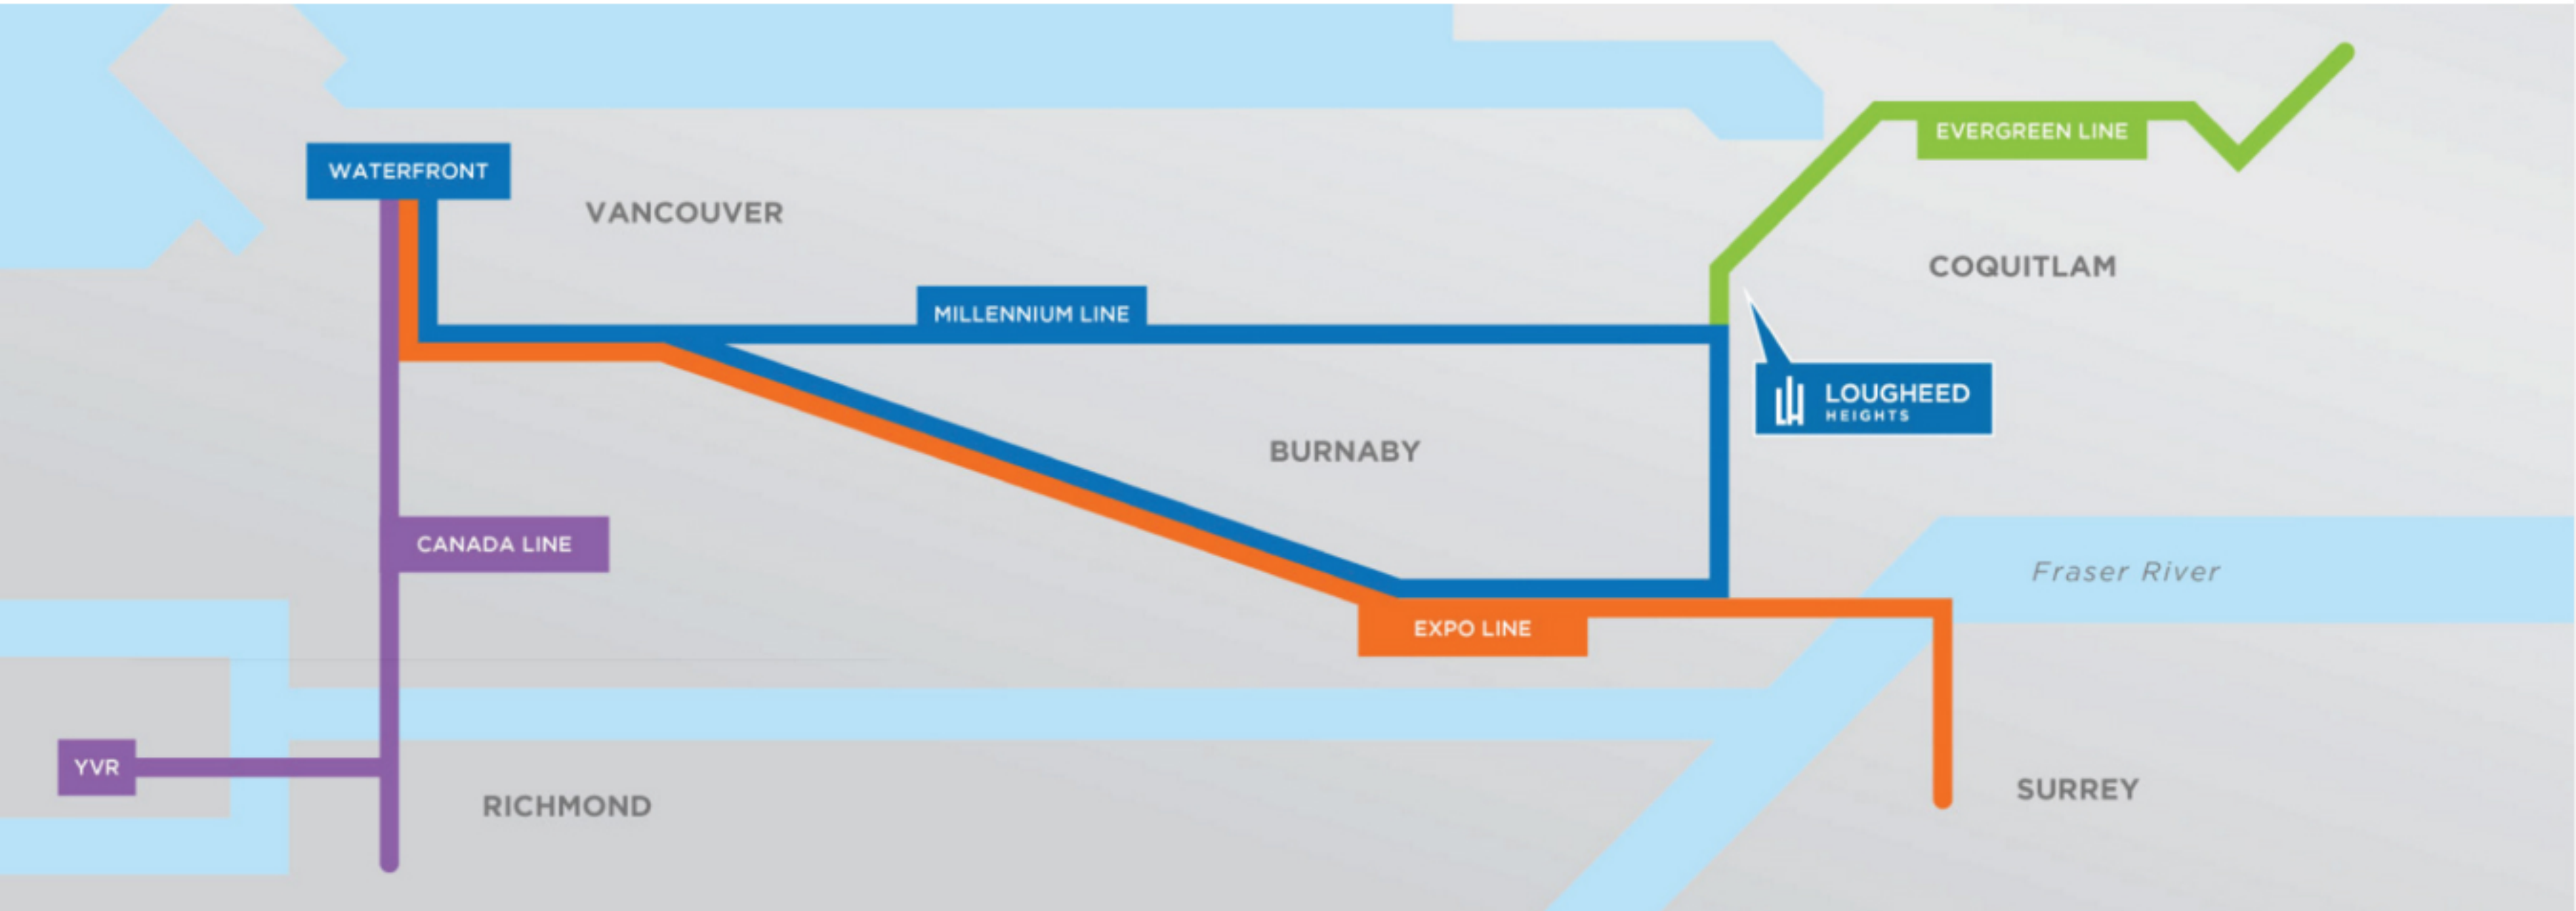 EVERGREEN LINE
WATERFRONT
VANCOUVER
COQUITLAM
MILLENNIUM LINE
LOUGHEED
HEIGHTS
BURNABY
CANADA LINE
Fraser River
EXPO LINE
YVR
RICHMOND
SURREY